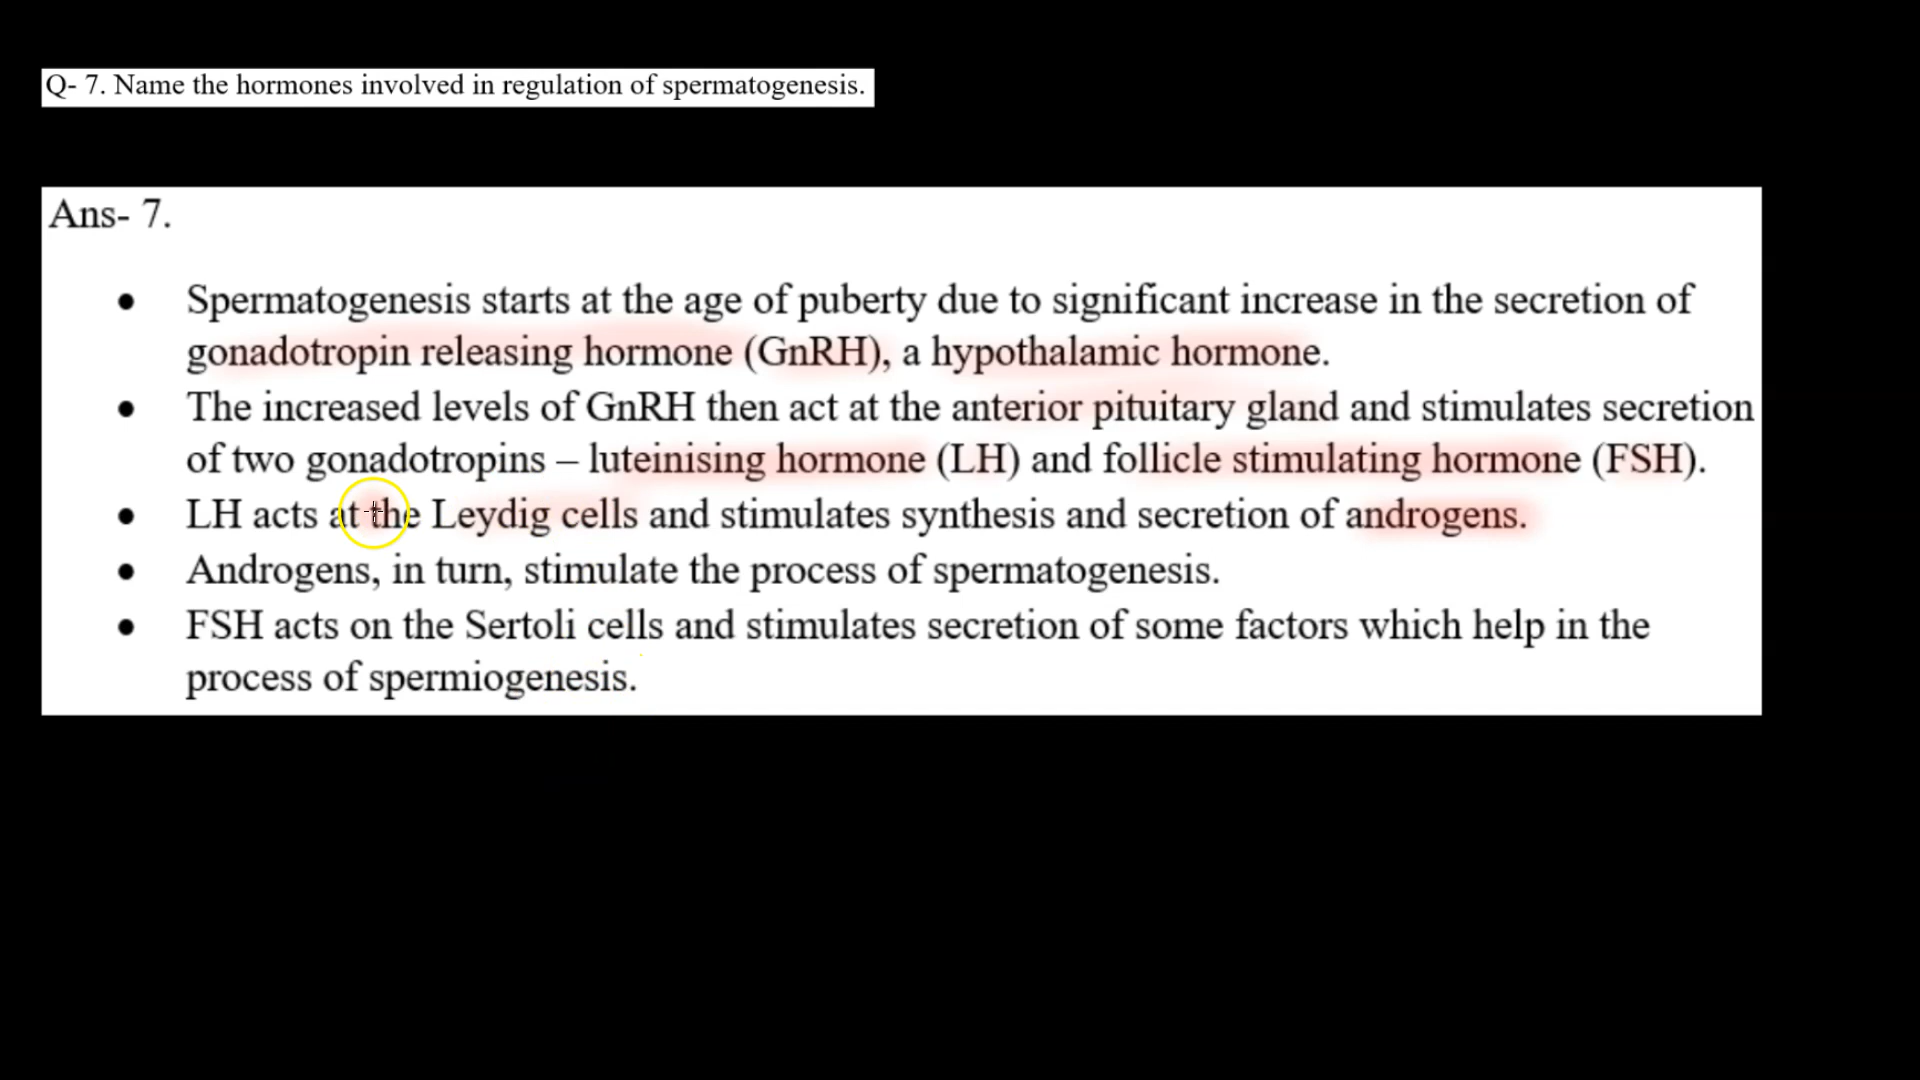 Q- 7. Name the hormones involved in regulation of spermatogenesis.
Ans- 7.
● Spermatogenesis starts at the age of puberty due to significant increase in the secretion of
gonadotropin releasing hormone (GnRH), a hypothalamic hormone.
● The increased levels of GnRH then act at the anterior pituitary gland and stimulates secretion
of two gonadotropins – luteinising hormone (LH) and follicle stimulating hormone (FSH).
● LH acts at the Leydig cells and stimulates synthesis and secretion of androgens.
● Androgens, in turn, stimulate the process of spermatogenesis.
● FSH acts on the Sertoli cells and stimulates secretion of some factors which help in the
process of spermiogenesis.